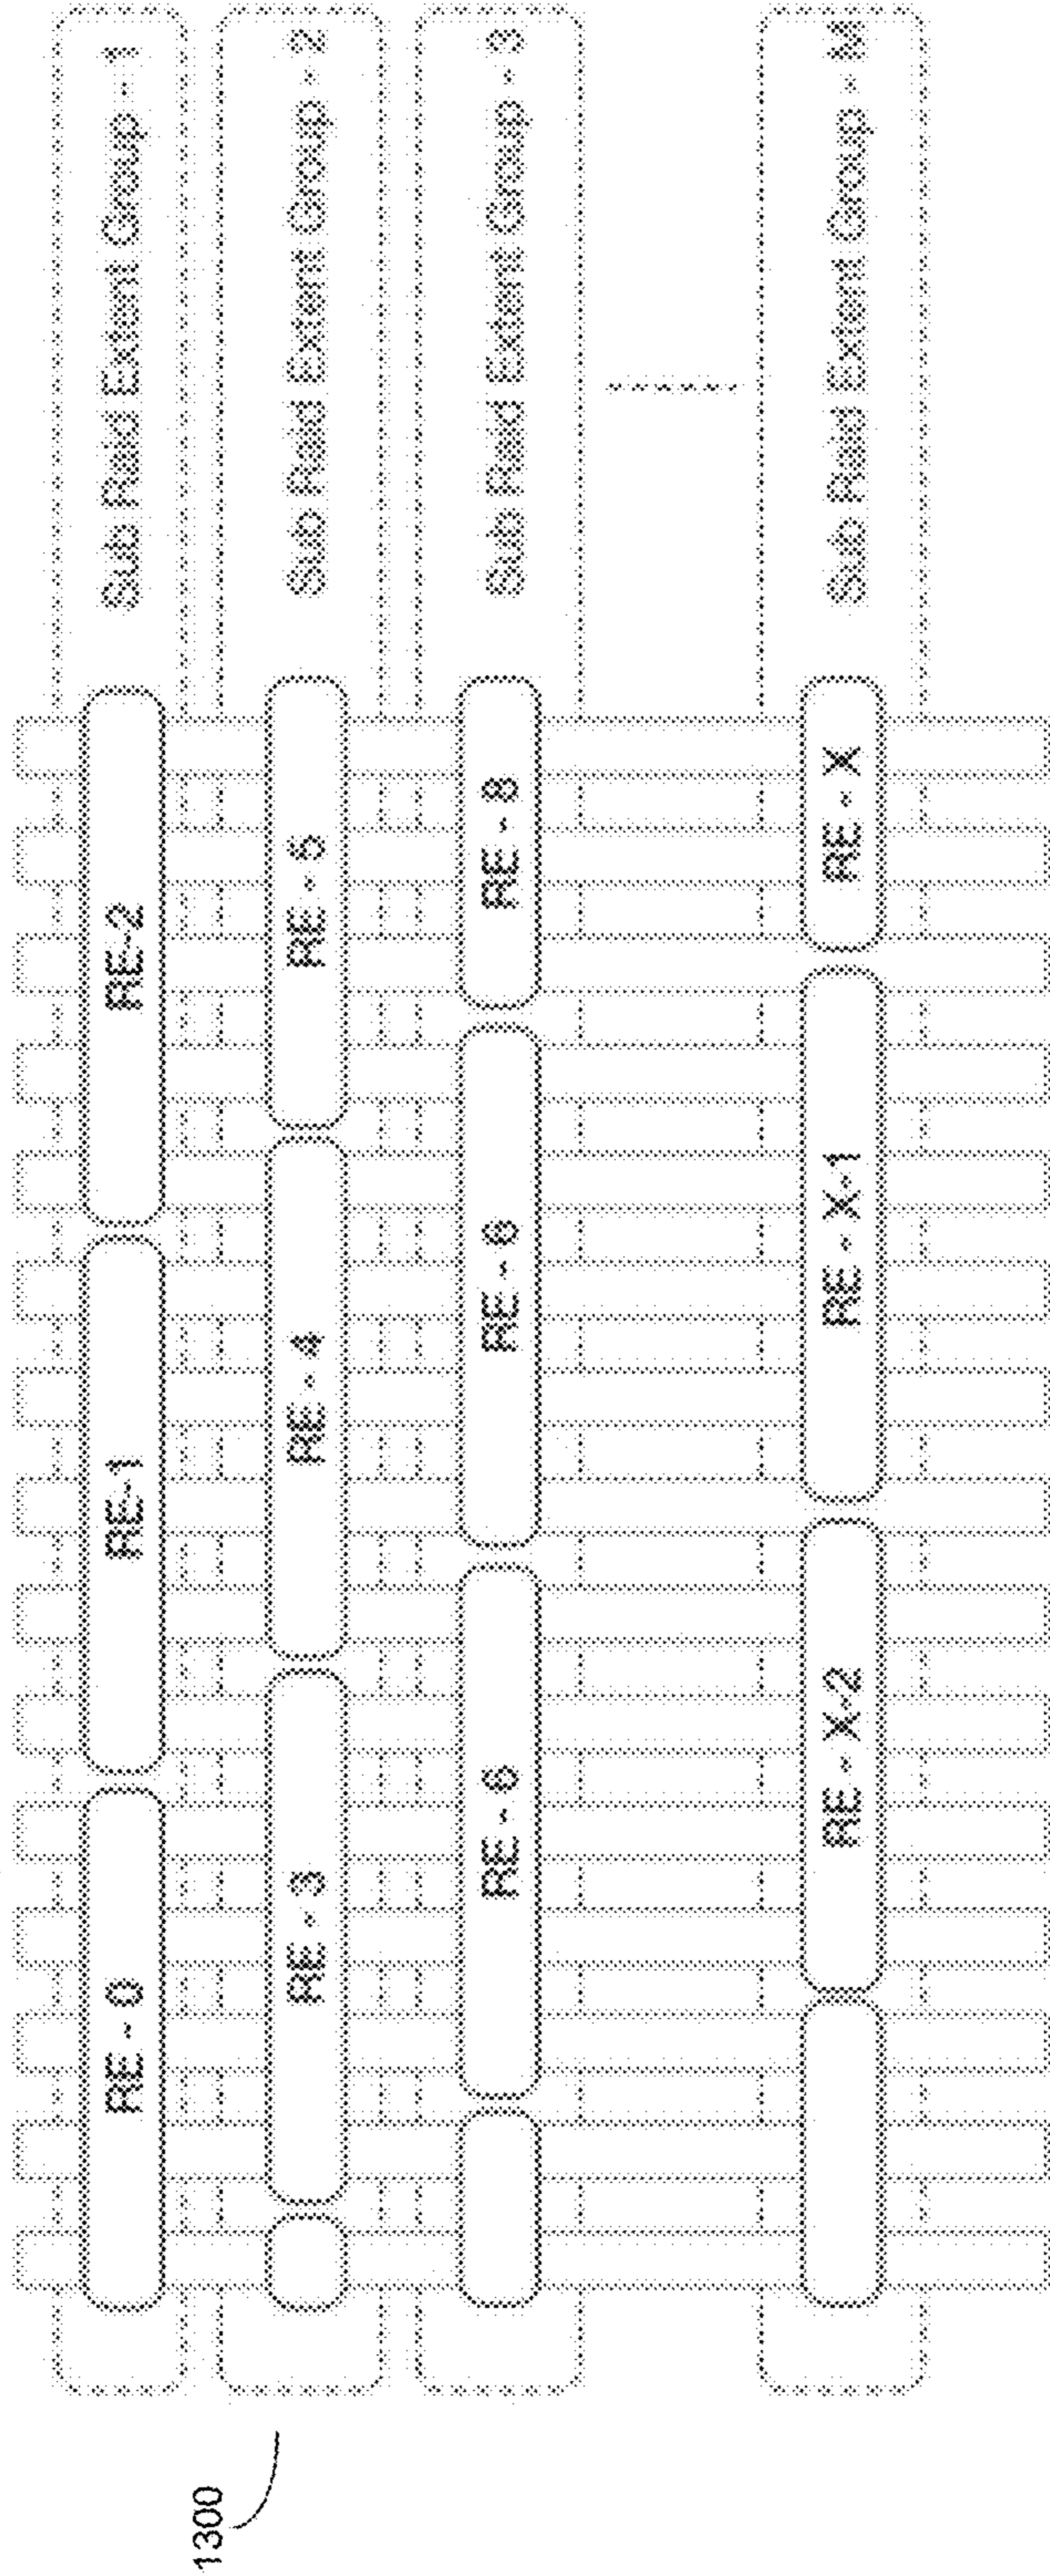 1300
RE - 0
RE-1
RE-2
Sub Raid Extent Group - 1
RE - 3
RE - 4
RE - 5
Sub Raid Extent Group - 2
RE - 6
RE - 6
RE - 8
Sub Raid Extent Group - 3
RE - X-2
RE - X-1
RE - X
Sub Raid Extent Group - M